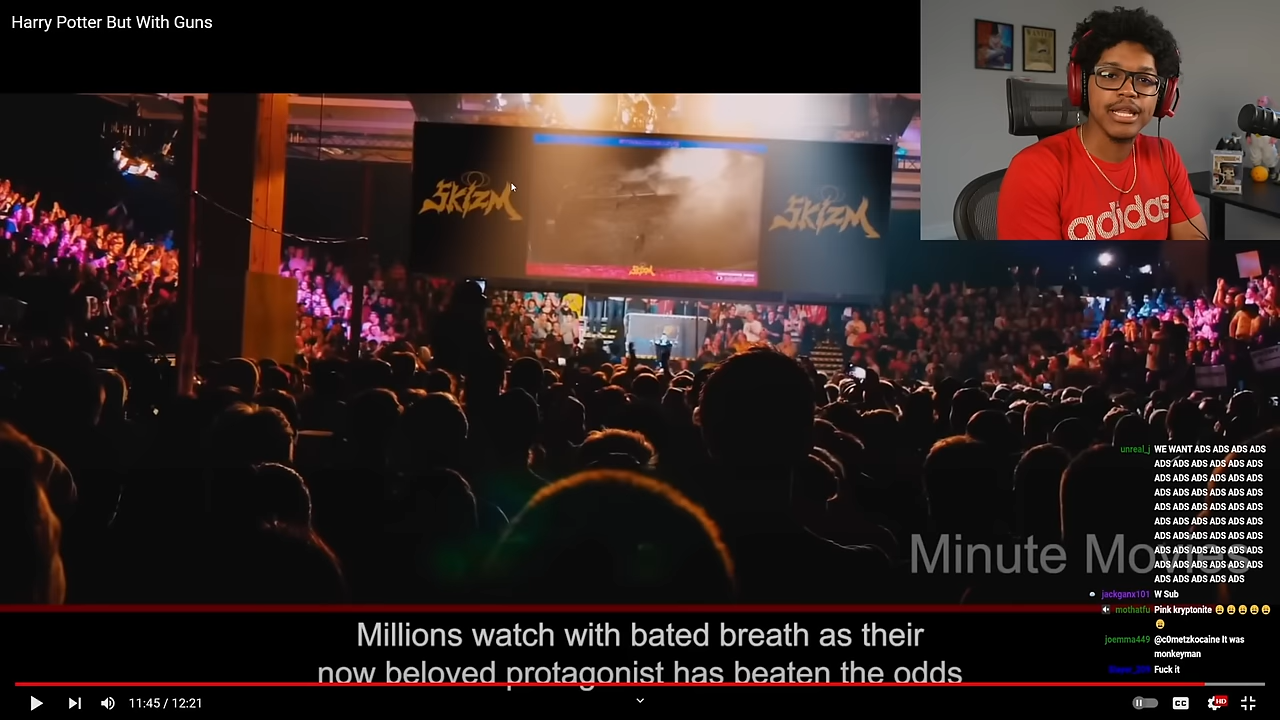 Harry Potter But With Guns
WANTED
SKIZM
SKIZM
adidas
unreal_j WE WANT ADS ADS ADS ADS
ADS ADS ADS ADS ADS ADS
ADS ADS ADS ADS ADS ADS
ADS ADS ADS ADS ADS ADS
ADS ADS ADS ADS ADS ADS
ADS ADS ADS ADS ADS ADS
ADS ADS ADS ADS ADS ADS
ADS ADS ADS ADS ADS ADS
ADS ADS ADS ADS ADS ADS
ADS ADS ADS ADS ADS
Minute Movies
jackganx101 W Sub
mothatfu Pink kryptonite 😩😩😩😩😩
😩
joemma449 @c0metzkocaine It was
monkeyman
Fuck it
Millions watch with bated breath as their
now beloved protagonist has beaten the odds
11:45 / 12:21
CC
HD